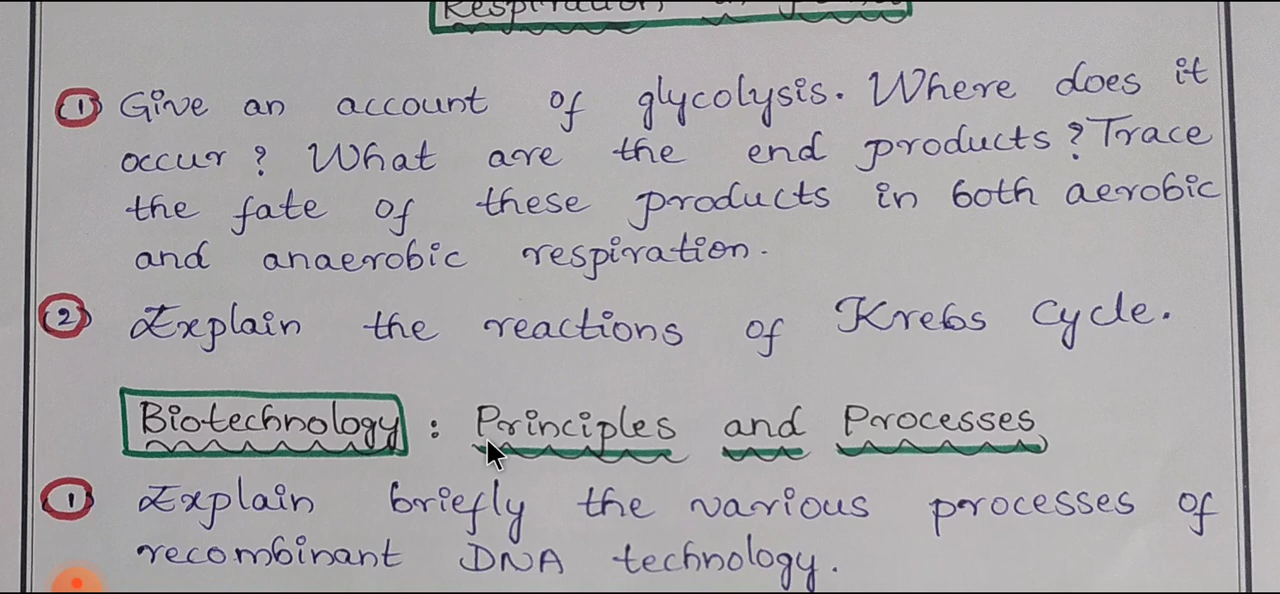 Respiration in
① Give an account of glycolysis. Where does it
occur? What are the end products? Trace
the fate of these products in both aerobic
and anaerobic respiration.
② Explain the reactions of Krebs Cycle.
Biotechnology : Principles and Processes
① Explain briefly the various processes of
recombinant DNA technology.